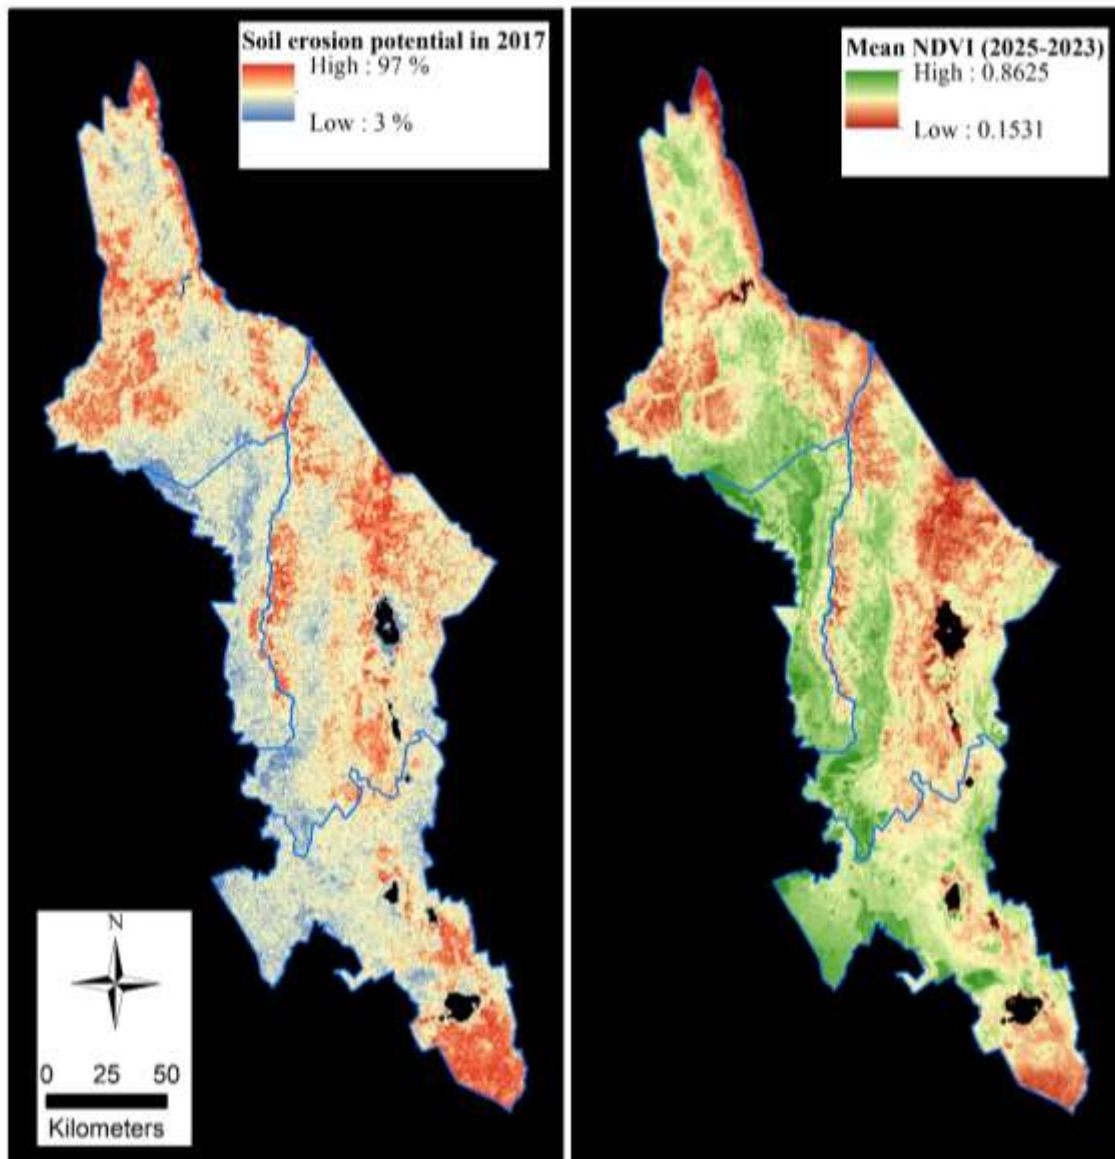 Soil erosion potential in 2017
High : 97 %
Low : 3 %
Mean NDVI (2025-2023)
High : 0.8625
Low : 0.1531
N
0 25 50
Kilometers